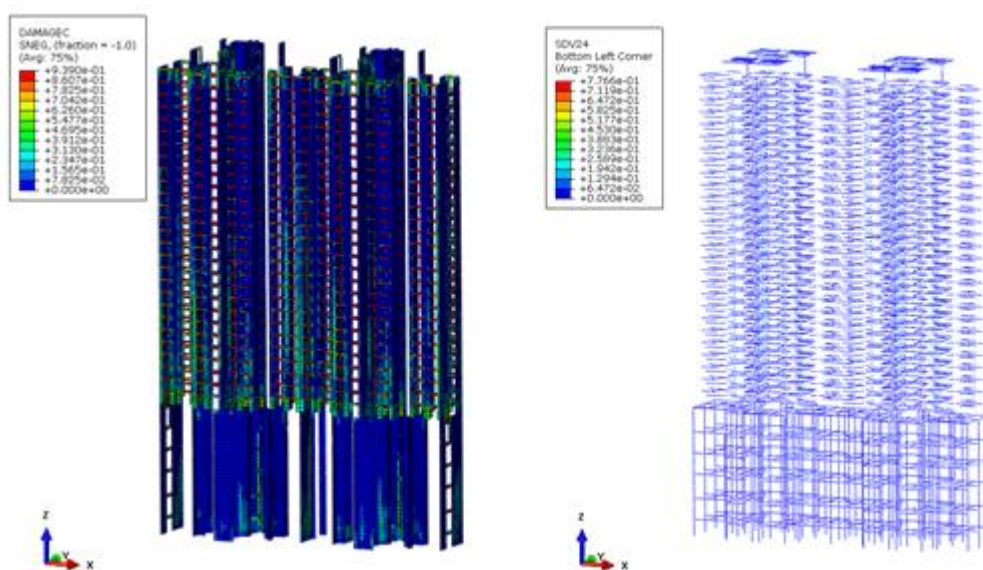 DAMAGEC
SNEG, (fraction = -1.0)
(Avg: 75%)
+9.390e-01
+8.607e-01
+7.825e-01
+7.042e-01
+6.260e-01
+5.477e-01
+4.695e-01
+3.912e-01
+3.130e-01
+2.347e-01
+1.565e-01
+7.825e-02
+0.000e+00
Z
Y
X
SDV24
Bottom Left Corner
(Avg: 75%)
+7.766e-01
+7.119e-01
+6.472e-01
+5.825e-01
+5.177e-01
+4.530e-01
+3.883e-01
+3.236e-01
+2.589e-01
+1.942e-01
+1.294e-01
+6.472e-02
+0.000e+00
Z
Y
X